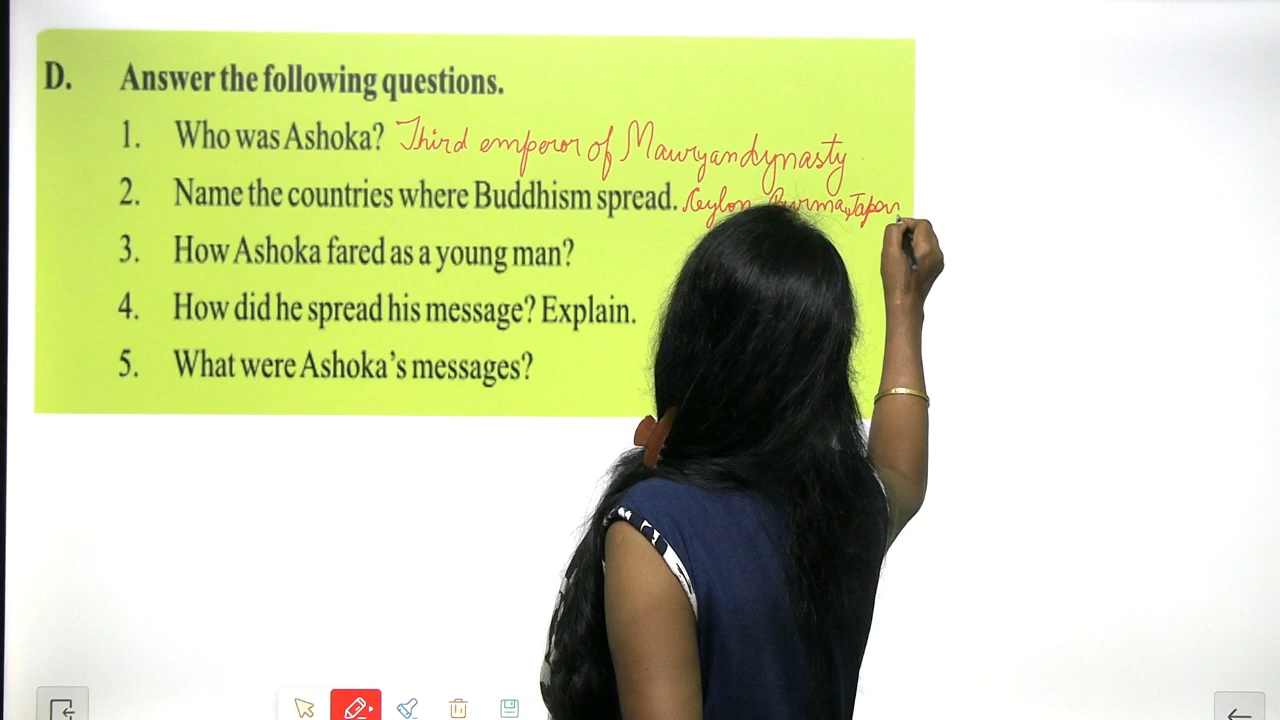 D. Answer the following questions.
1. Who was Ashoka? Third emperor of Mauryan dynasty
2. Name the countries where Buddhism spread. Ceylon, Burma, Japan
3. How Ashoka fared as a young man?
4. How did he spread his message? Explain.
5. What were Ashoka's messages?